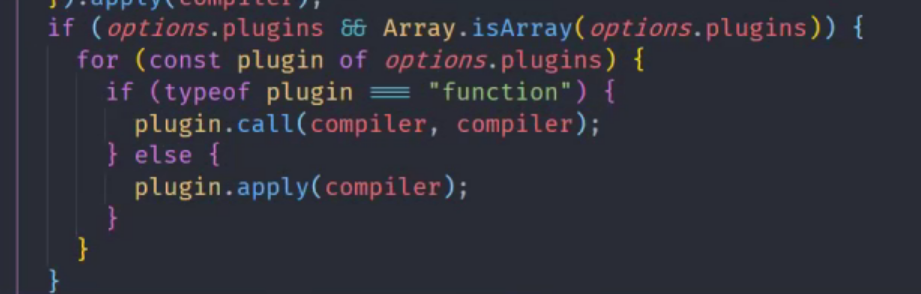 }).apply(compiler);
if (options.plugins && Array.isArray(options.plugins)) {
for (const plugin of options.plugins) {
if (typeof plugin === "function") {
plugin.call(compiler, compiler);
} else {
plugin.apply(compiler);
}
}
}